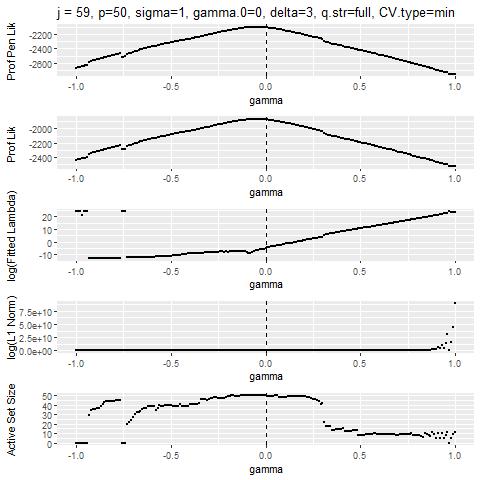 j = 59, p=50, sigma=1, gamma.0=0, delta=3, q.str=full, CV.type=min
Prof Pen Lik
-2200
-2400
-2600
-1.0 -0.5 0.0 0.5 1.0
gamma
Prof Lik
-2000
-2200
-2400
-1.0 -0.5 0.0 0.5 1.0
gamma
log(Fitted Lambda)
20
10
0
-10
-1.0 -0.5 0.0 0.5 1.0
gamma
log(L1 Norm)
7.5e+10
5.0e+10
2.5e+10
0.0e+00
-1.0 -0.5 0.0 0.5 1.0
gamma
Active Set Size
50
40
30
20
10
0
-1.0 -0.5 0.0 0.5 1.0
gamma